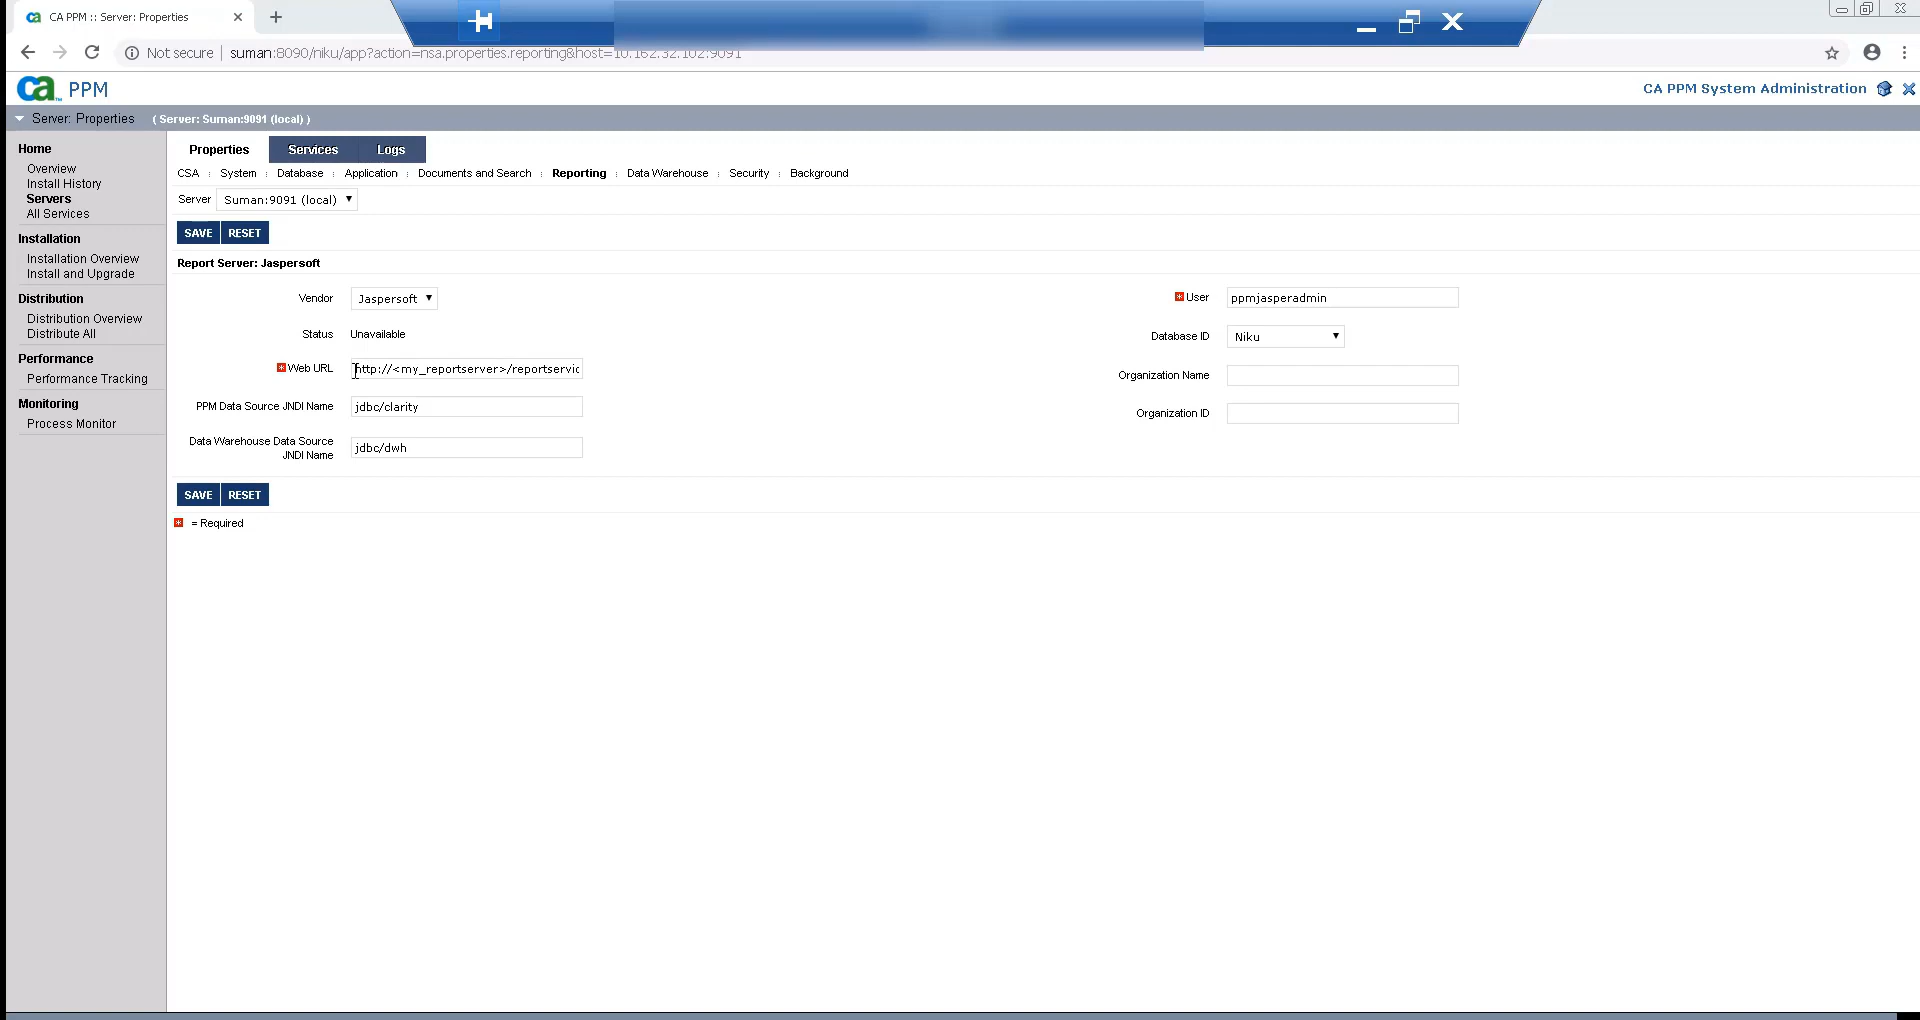 CA PPM :: Server: Properties
Not secure | suman:8090/niku/app?action=nsa.properties.reporting&host=10.162.32.102:9091
ca PPM
CA PPM System Administration
Server: Properties ( Server: Suman:9091 (local) )
Home
Overview
Install History
Servers
All Services
Installation
Installation Overview
Install and Upgrade
Distribution
Distribution Overview
Distribute All
Performance
Performance Tracking
Monitoring
Process Monitor
Properties Services Logs
CSA : System : Database : Application : Documents and Search : Reporting : Data Warehouse : Security : Background
Server Suman:9091 (local)
SAVE RESET
Report Server: Jaspersoft
Vendor Jaspersoft
Status Unavailable
Web URL http://<my_reportserver>/reportservic
PPM Data Source JNDI Name jdbc/clarity
Data Warehouse Data Source
JNDI Name jdbc/dwh
User ppmjasperadmin
Database ID Niku
Organization Name
Organization ID
SAVE RESET
= Required